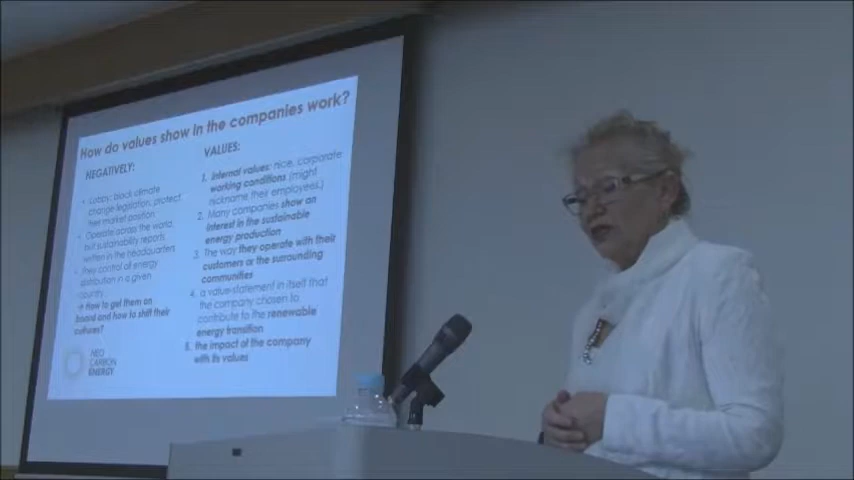 How do values show in the companies work?
NEGATIVELY:
• Lobby: block climate
change legislation, protect
their market position
• Operate across the world,
but sustainability reports
written in the headquarters
• they control all energy
distribution in a given
country
→ How to get them on
board and how to shift their
cultures?
NEO
CARBON
ENERGY
VALUES:
1. Internal values: nice, corporate
working conditions (might
nickname their employees.)
2. Many companies show an
interest in the sustainable
energy production
3. The way they operate with their
customers or the surrounding
communities
4. a value-statement in itself that
the company chosen to
contribute to the renewable
energy transition
5. the impact of the company
with its values